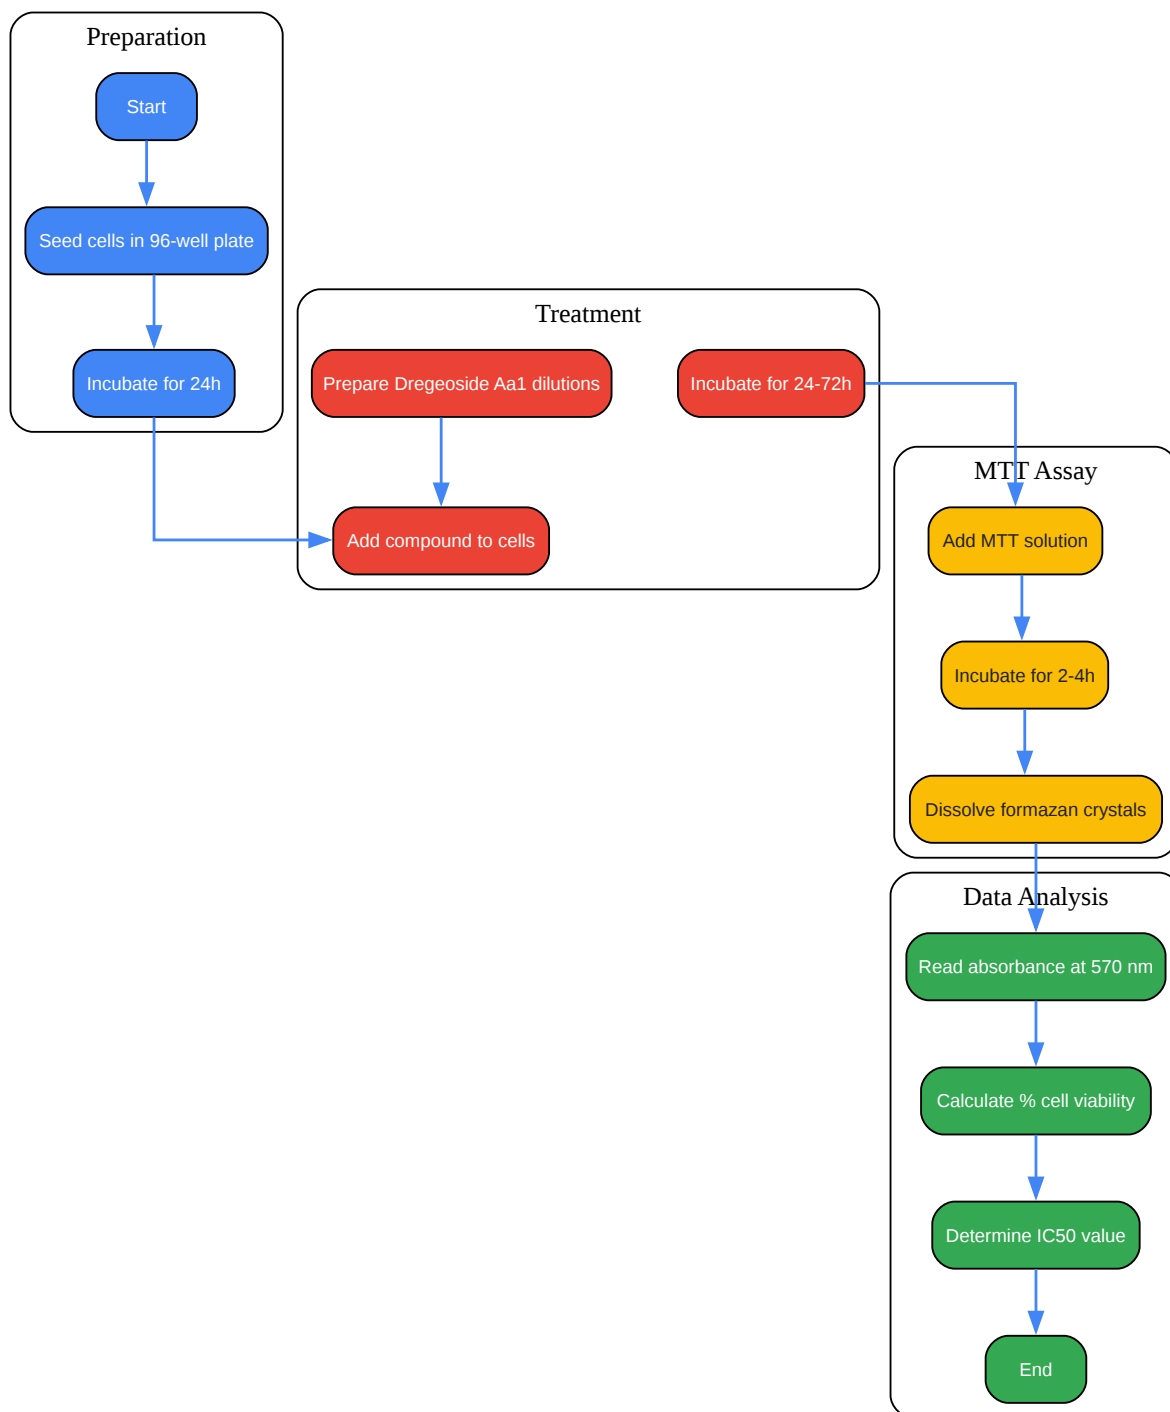 Preparation
Start
Seed cells in 96-well plate
Incubate for 24h
Treatment
Prepare Dregeoside Aa1 dilutions
Incubate for 24-72h
Add compound to cells
MTT Assay
Add MTT solution
Incubate for 2-4h
Dissolve formazan crystals
Data Analysis
Read absorbance at 570 nm
Calculate % cell viability
Determine IC50 value
End